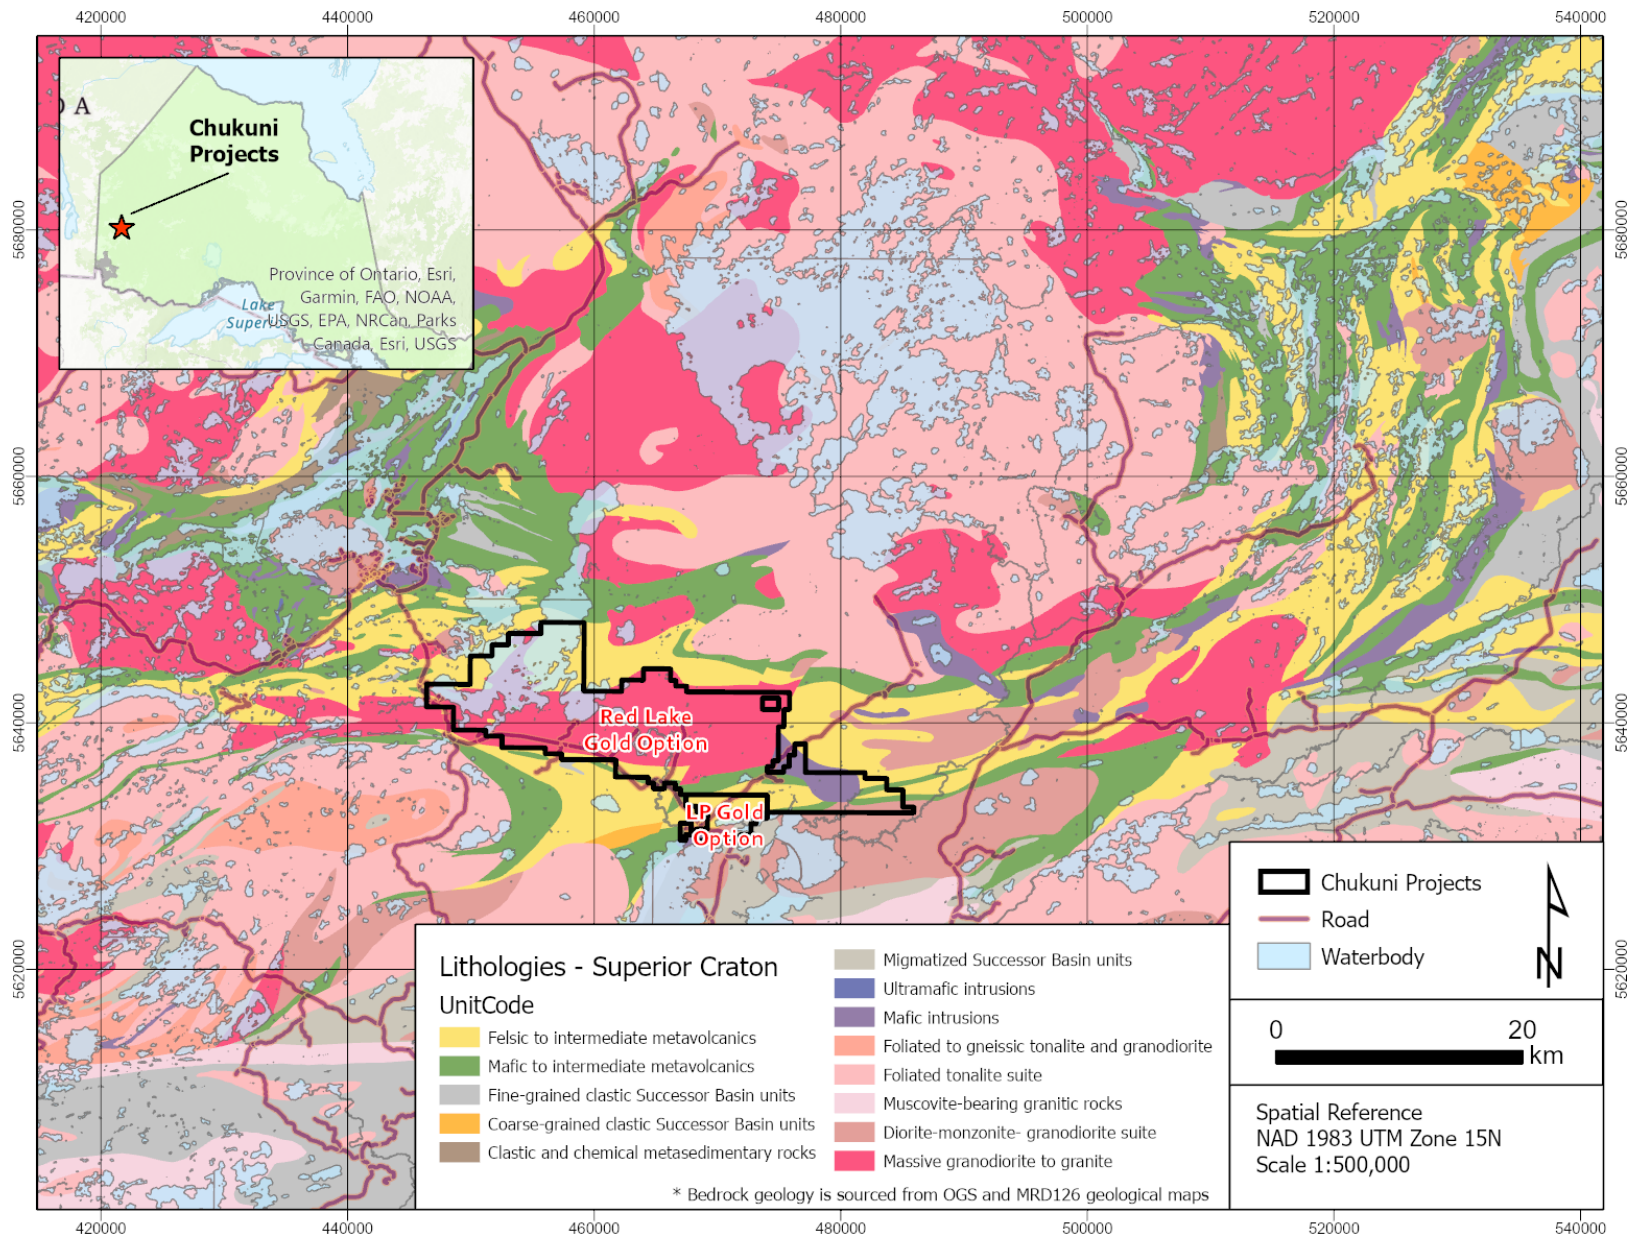 420000
440000
460000
480000
500000
520000
540000
5680000
5660000
5640000
5620000
5680000
5660000
5640000
5620000
A
Chukuni
Projects
Province of Ontario, Esri,
Garmin, FAO, NOAA,
USGS, EPA, NRCan, Parks
Canada, Esri, USGS
Lake
Red Lake
Gold Option
LP Gold
Option
Lithologies - Superior Craton
UnitCode
Felsic to intermediate metavolcanics
Mafic to intermediate metavolcanics
Fine-grained clastic Successor Basin units
Coarse-grained clastic Successor Basin units
Clastic and chemical metasedimentary rocks
Migmatized Successor Basin units
Ultramafic intrusions
Mafic intrusions
Foliated to gneissic tonalite and granodiorite
Foliated tonalite suite
Muscovite-bearing granitic rocks
Diorite-monzonite- granodiorite suite
Massive granodiorite to granite
* Bedrock geology is sourced from OGS and MRD126 geological maps
Chukuni Projects
Road
Waterbody
N
0 20
km
Spatial Reference
NAD 1983 UTM Zone 15N
Scale 1:500,000
420000
440000
460000
480000
500000
520000
540000